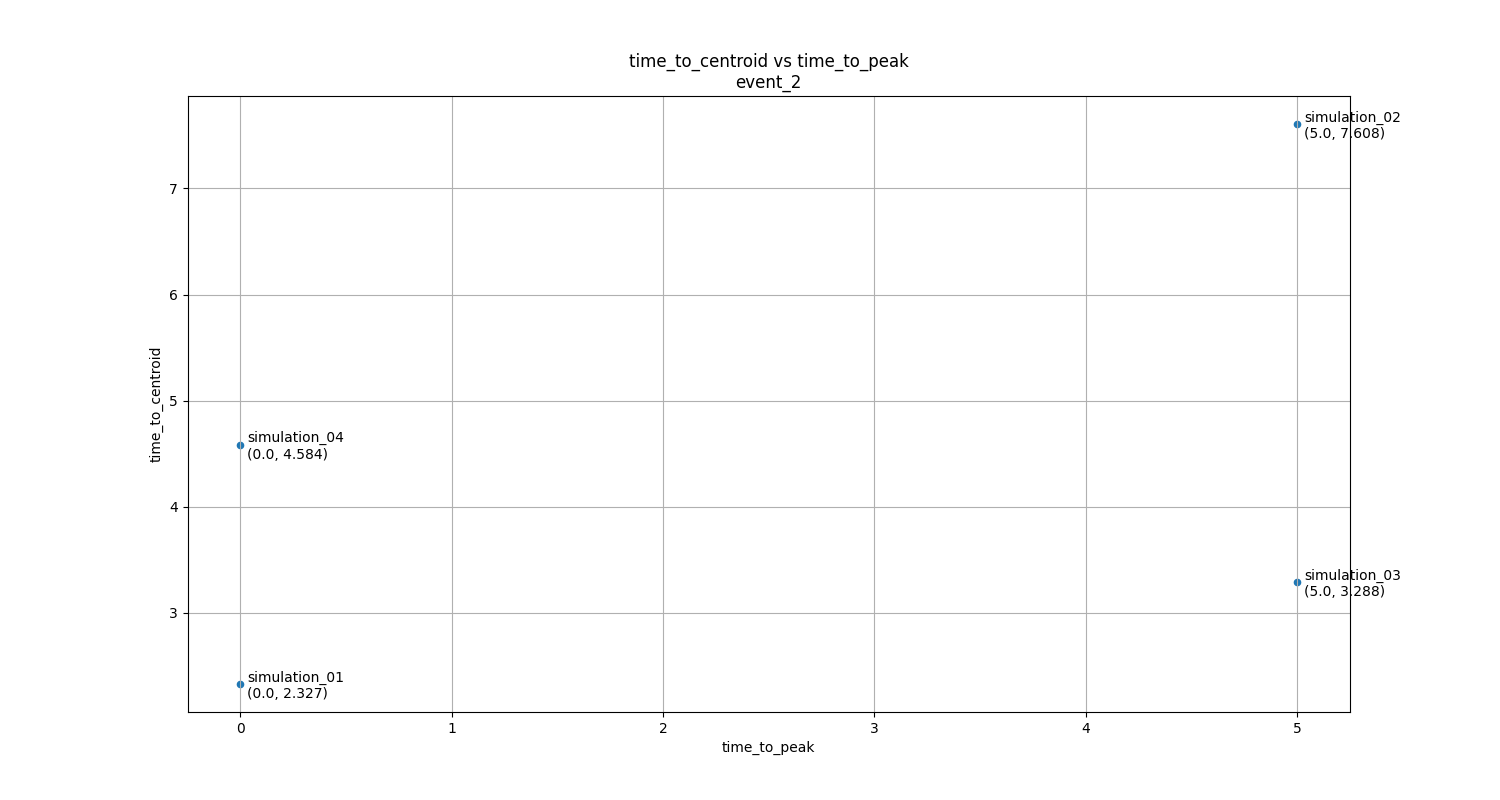 time_to_centroid vs time_to_peak
event_2
simulation_02
(5.0, 7.608)
7
6
5
4
3
time_to_centroid
simulation_04
(0.0, 4.584)
simulation_03
(5.0, 3.288)
simulation_01
(0.0, 2.327)
0 1 2 3 4 5
time_to_peak